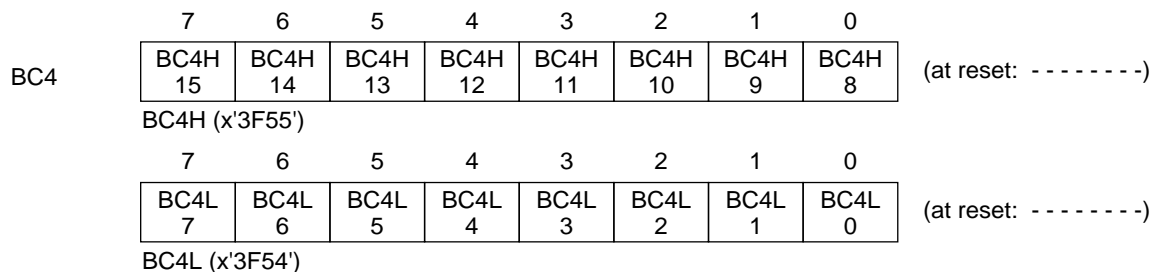 7 6 5 4 3 2 1 0
BC4
BC4H BC4H BC4H BC4H BC4H BC4H BC4H BC4H
15 14 13 12 11 10 9 8
(at reset: - - - - - - - -)
BC4H (x'3F55')
7 6 5 4 3 2 1 0
BC4L BC4L BC4L BC4L BC4L BC4L BC4L BC4L
7 6 5 4 3 2 1 0
(at reset: - - - - - - - -)
BC4L (x'3F54')